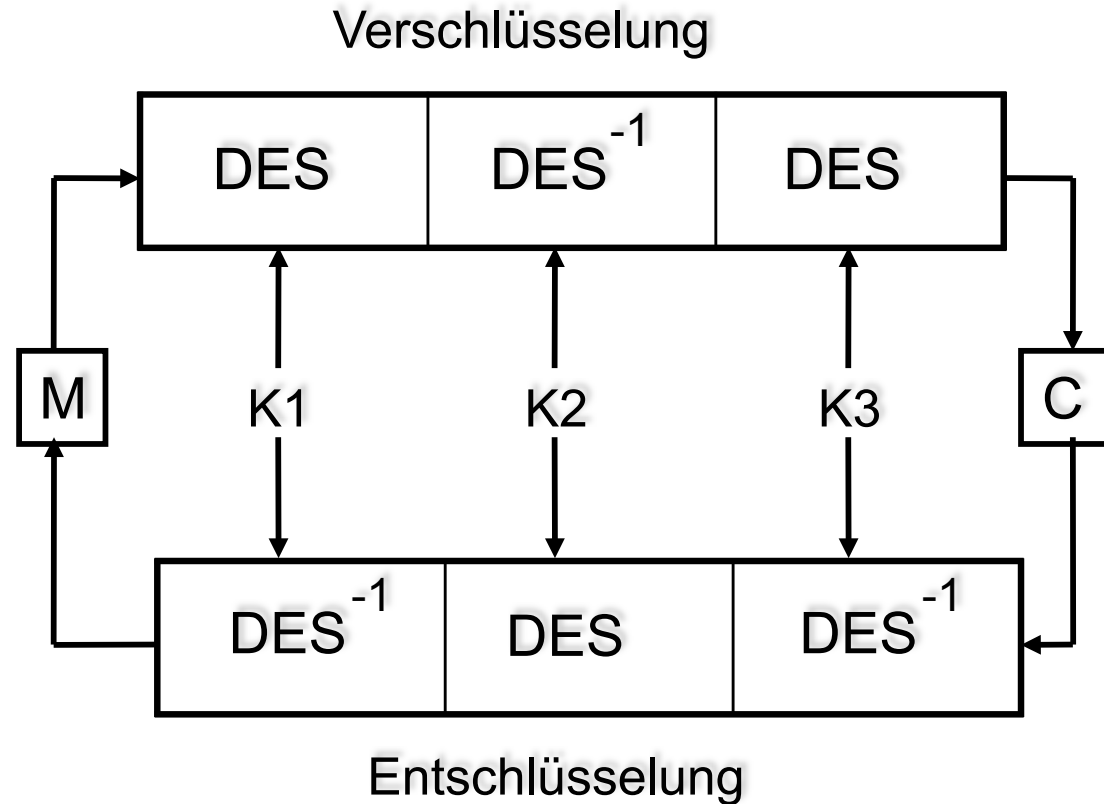 Verschlüsselung
DES DES⁻¹ DES
M K1 K2 K3 C
DES⁻¹ DES DES⁻¹
Entschlüsselung